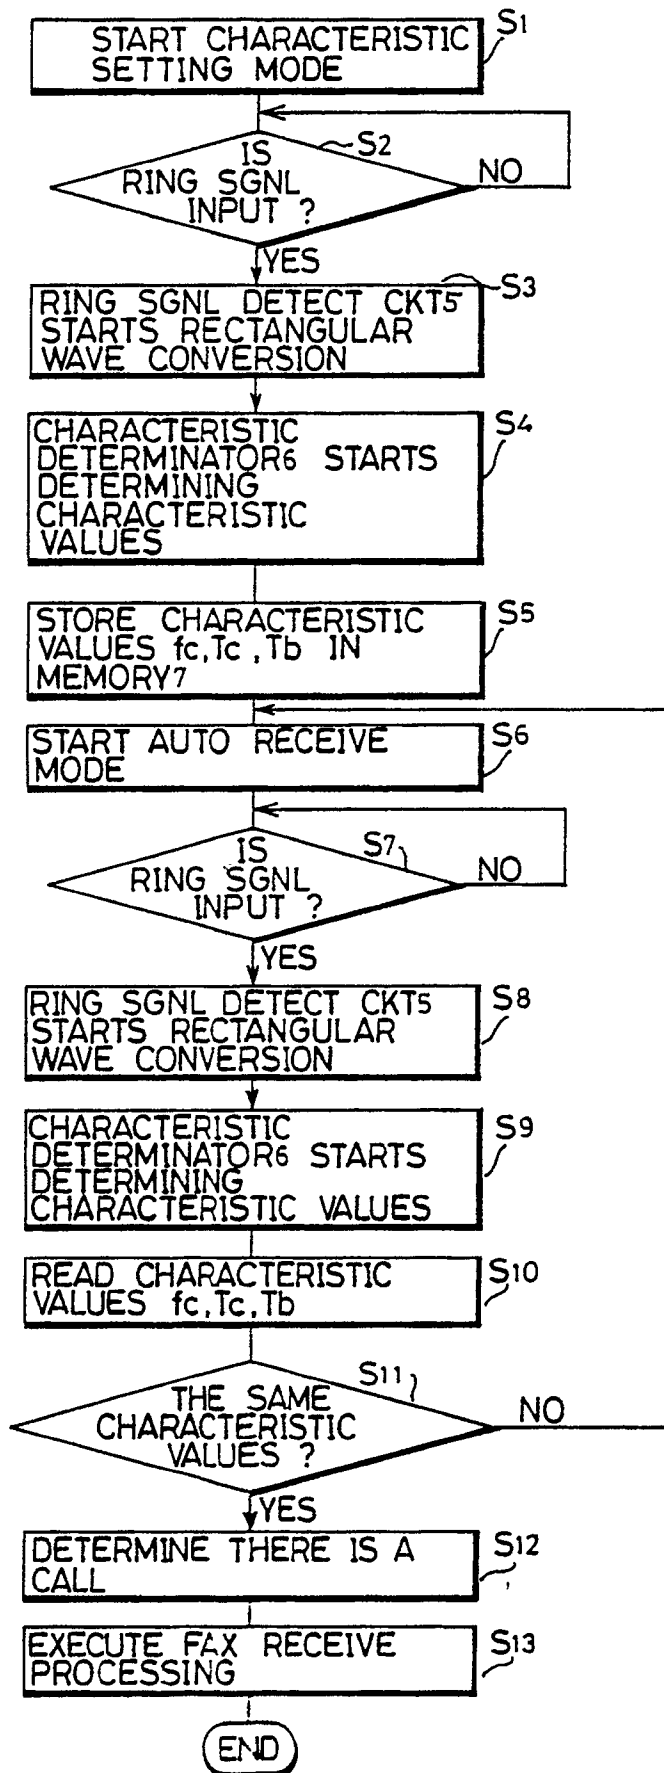 START CHARACTERISTIC
SETTING MODE
S1
IS
RING SGNL
INPUT ?
S2
NO
YES
RING SGNL DETECT CKT5
STARTS RECTANGULAR
WAVE CONVERSION
S3
CHARACTERISTIC
DETERMINATOR6 STARTS
DETERMINING
CHARACTERISTIC
VALUES
S4
STORE CHARACTERISTIC
VALUES fc,Tc,Tb IN
MEMORY7
S5
START AUTO RECEIVE
MODE
S6
IS
RING SGNL
INPUT ?
S7
NO
YES
RING SGNL DETECT CKT5
STARTS RECTANGULAR
WAVE CONVERSION
S8
CHARACTERISTIC
DETERMINATOR6 STARTS
DETERMINING
CHARACTERISTIC VALUES
S9
READ CHARACTERISTIC
VALUES fc,Tc,Tb
S10
THE SAME
CHARACTERISTIC
VALUES ?
S11
NO
YES
DETERMINE THERE IS A
CALL
S12
EXECUTE FAX RECEIVE
PROCESSING
S13
END